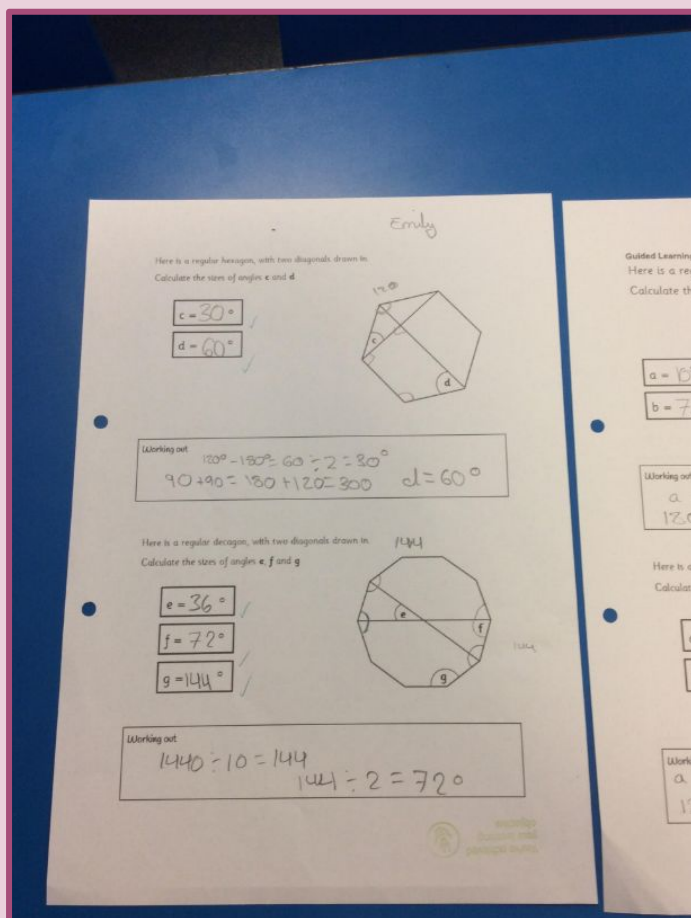 Emily
Here is a regular hexagon, with two diagonals drawn in.
Calculate the sizes of angles c and d
120
c = 30°
d = 60°
c
d
Working out
120° - 180° = 60 ÷ 2 = 30°
90 + 90 = 180 + 120 = 300 d = 60°
Here is a regular decagon, with two diagonals drawn in.
Calculate the sizes of angles e, f and g
144
e = 36°
f = 72°
g = 144°
e
f
g
144
Working out
1440 ÷ 10 = 144
144 ÷ 2 = 72°
Guided Learning
Here is a re
Calculate th
a =
b = 7
Working out
a
120
Here is
Calculat
Work
a